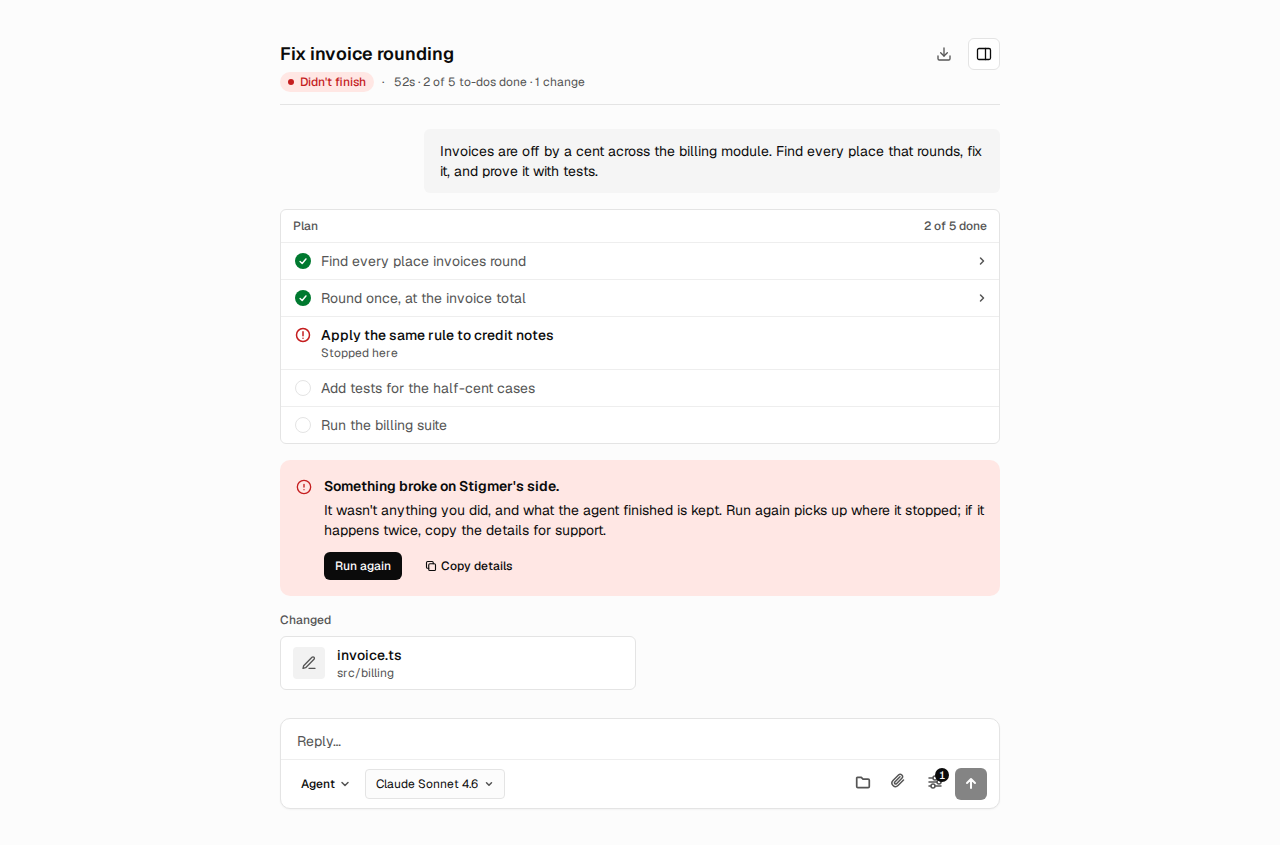 Fix invoice rounding
Didn't finish · 52s · 2 of 5 to-dos done · 1 change
Invoices are off by a cent across the billing module. Find every place that rounds, fix
it, and prove it with tests.
Plan 2 of 5 done
Find every place invoices round
Round once, at the invoice total
Apply the same rule to credit notes
Stopped here
Add tests for the half-cent cases
Run the billing suite
Something broke on Stigmer's side.
It wasn't anything you did, and what the agent finished is kept. Run again picks up where it stopped; if it
happens twice, copy the details for support.
Run again Copy details
Changed
invoice.ts
src/billing
Reply…
Agent Claude Sonnet 4.6 1